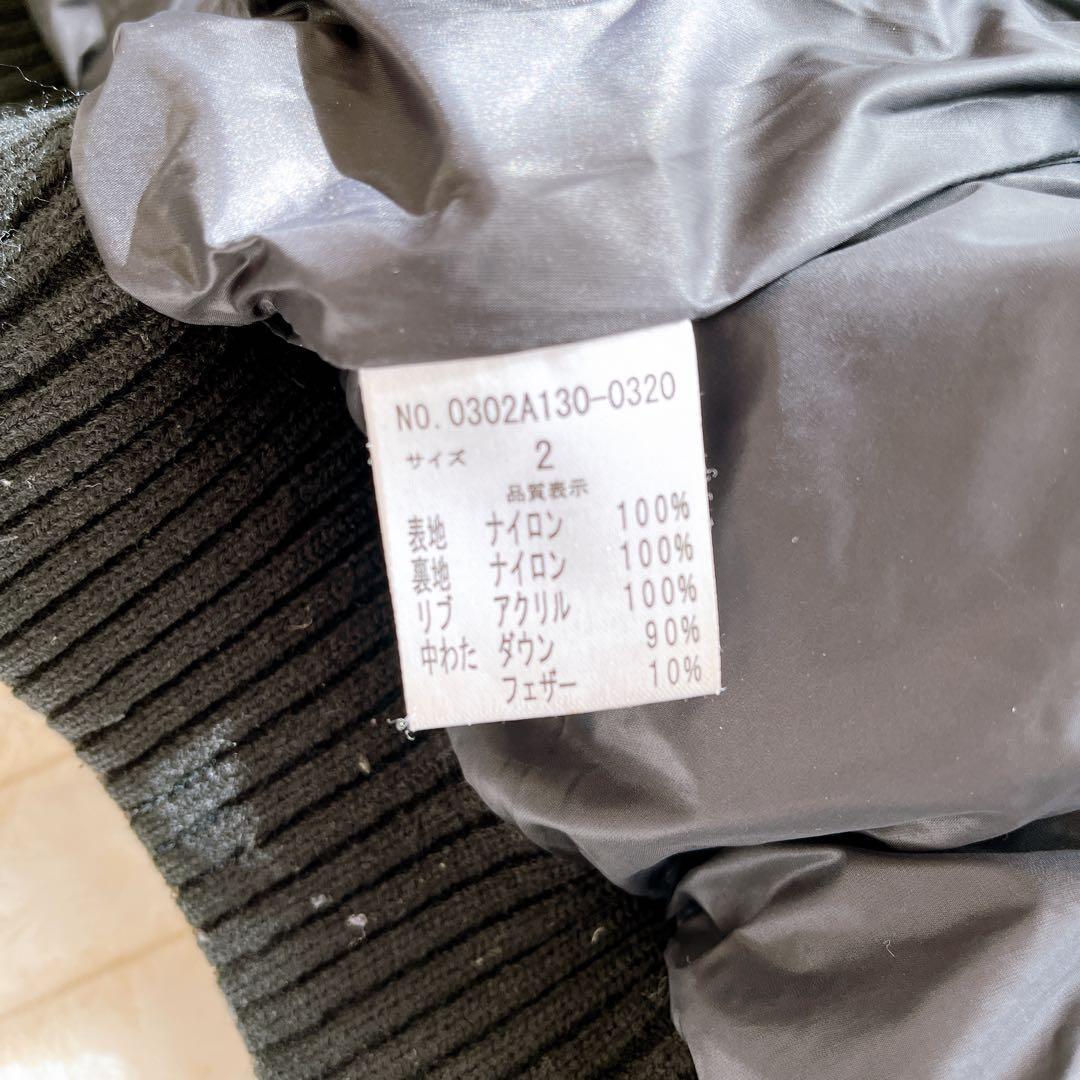 NO.0302A130-0320
サイズ 2
品質表示
表地 ナイロン 100%
裏地 ナイロン 100%
リブ アクリル 100%
中わた ダウン 90%
フェザー 10%